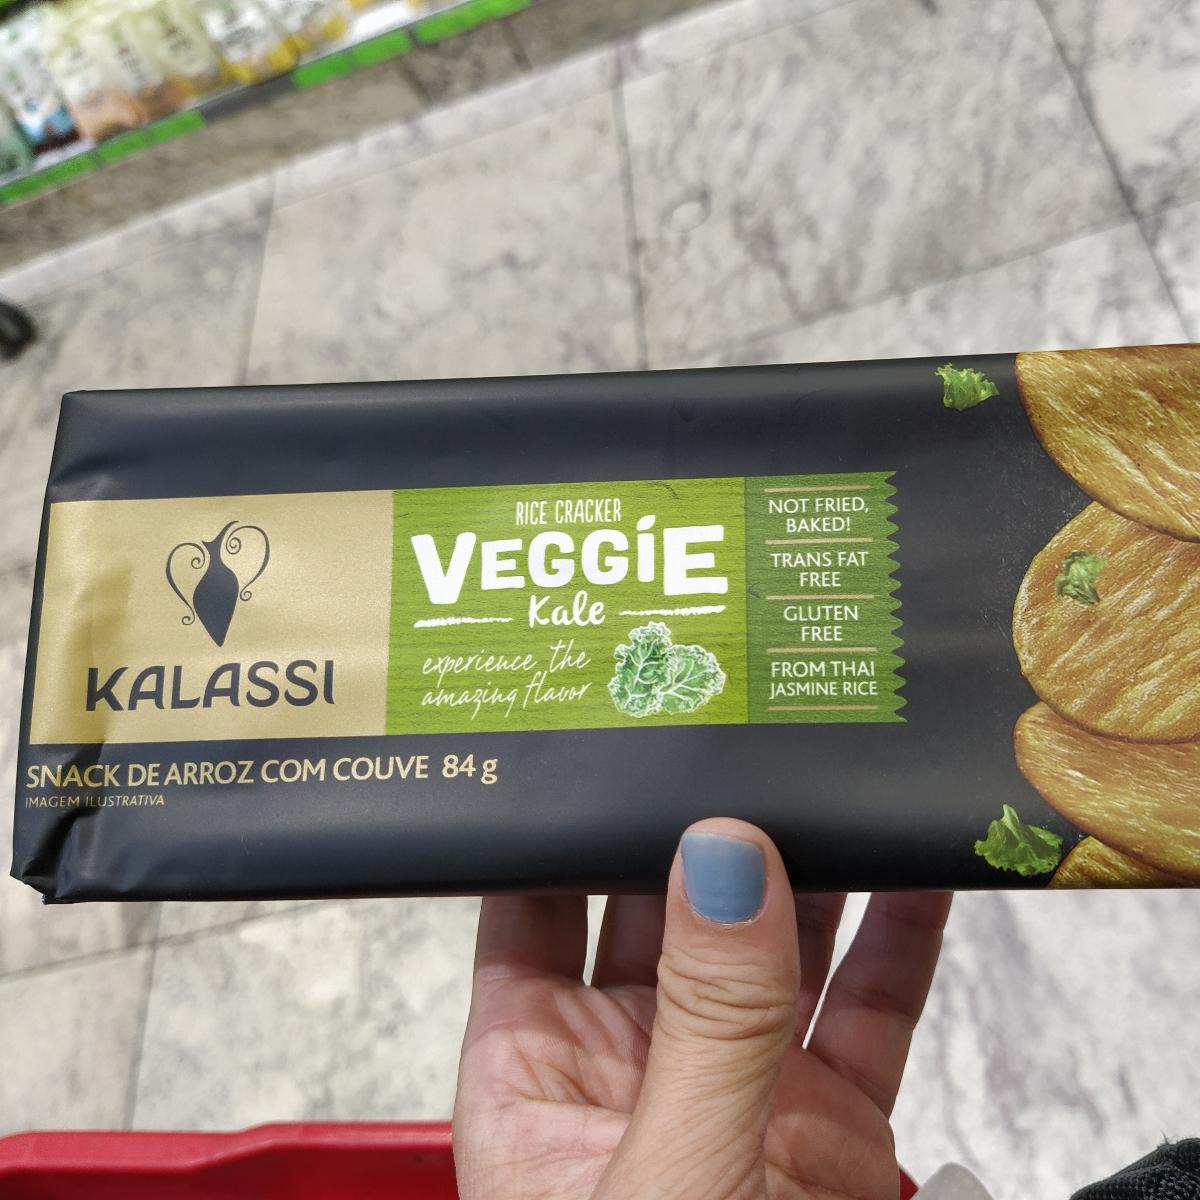 KALASSI
RICE CRACKER
VEGGIE
Kale
experience the
amazing flavor
NOT FRIED,
BAKED!
TRANS FAT
FREE
GLUTEN
FREE
FROM THAI
JASMINE RICE
SNACK DE ARROZ COM COUVE 84 g
IMAGEM ILUSTRATIVA